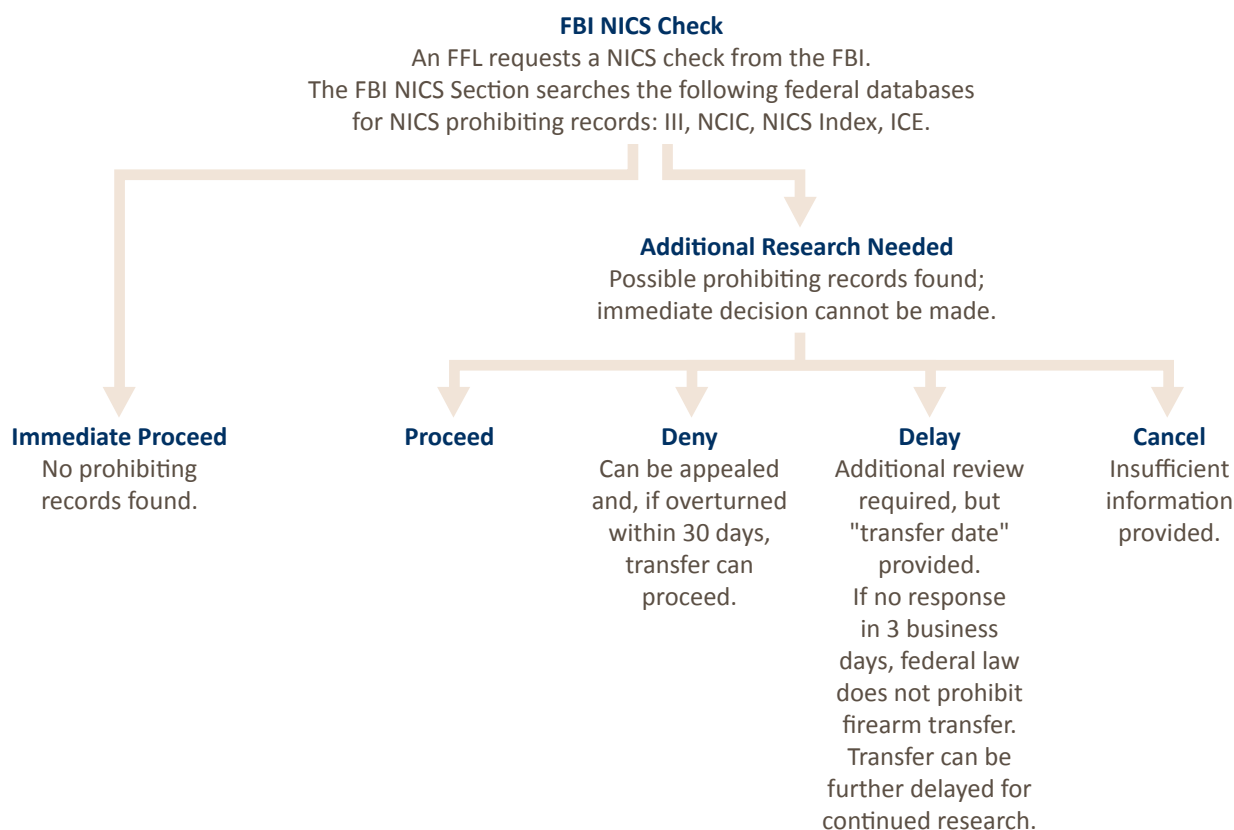 FBI NICS Check
An FFL requests a NICS check from the FBI.
The FBI NICS Section searches the following federal databases
for NICS prohibiting records: III, NCIC, NICS Index, ICE.
Additional Research Needed
Possible prohibiting records found;
immediate decision cannot be made.
Immediate Proceed
No prohibiting
records found.
Proceed
Deny
Can be appealed
and, if overturned
within 30 days,
transfer can
proceed.
Delay
Additional review
required, but
"transfer date"
provided.
If no response
in 3 business
days, federal law
does not prohibit
firearm transfer.
Transfer can be
further delayed for
continued research.
Cancel
Insufficient
information
provided.